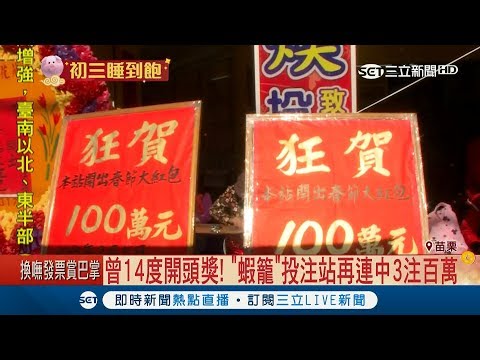 初三睡到飽
SET三立新聞HD
增強，臺南以北、東半部
狂賀
本站開出春節大紅包
100萬元
狂賀
本站開出春節大紅包
100萬元
苗栗
換嘸發票賞巴掌
曾14度開頭獎!"蝦籠"投注站再連中3注百萬
SET 即時新聞熱點直播・訂閱三立LIVE新聞